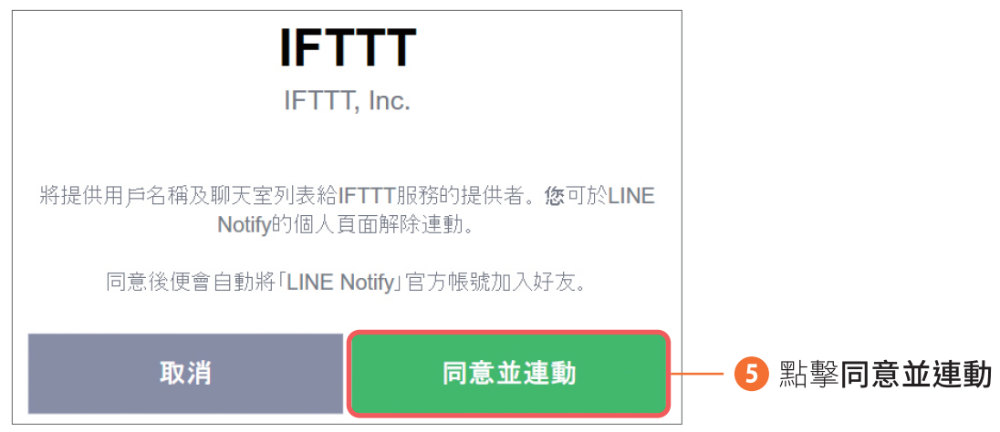 IFTTT
IFTTT, Inc.
將提供用戶名稱及聊天室列表給IFTTT服務的提供者。您可於LINE
Notify的個人頁面解除連動。
同意後便會自動將「LINE Notify」官方帳號加入好友。
取消
同意並連動
5 點擊同意並連動